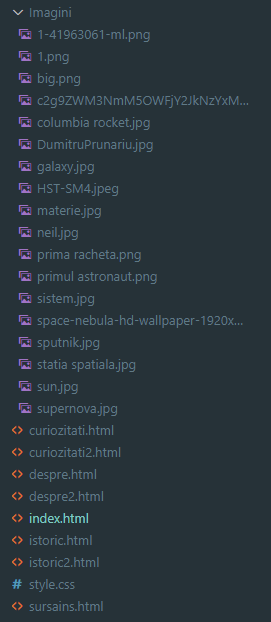 Imagini
1-41963061-ml.png
1.png
big.png
c2g9ZWM3NmM5OWFjY2JkNzYxM...
columbia rocket.jpg
DumitruPrunariu.jpg
galaxy.jpg
HST-SM4.jpeg
materie.jpg
neil.jpg
prima racheta.png
primul astronaut.png
sistem.jpg
space-nebula-hd-wallpaper-1920x...
sputnik.jpg
statia spatiala.jpg
sun.jpg
supernova.jpg
curiozitati.html
curiozitati2.html
despre.html
despre2.html
index.html
istoric.html
istoric2.html
style.css
sursains.html